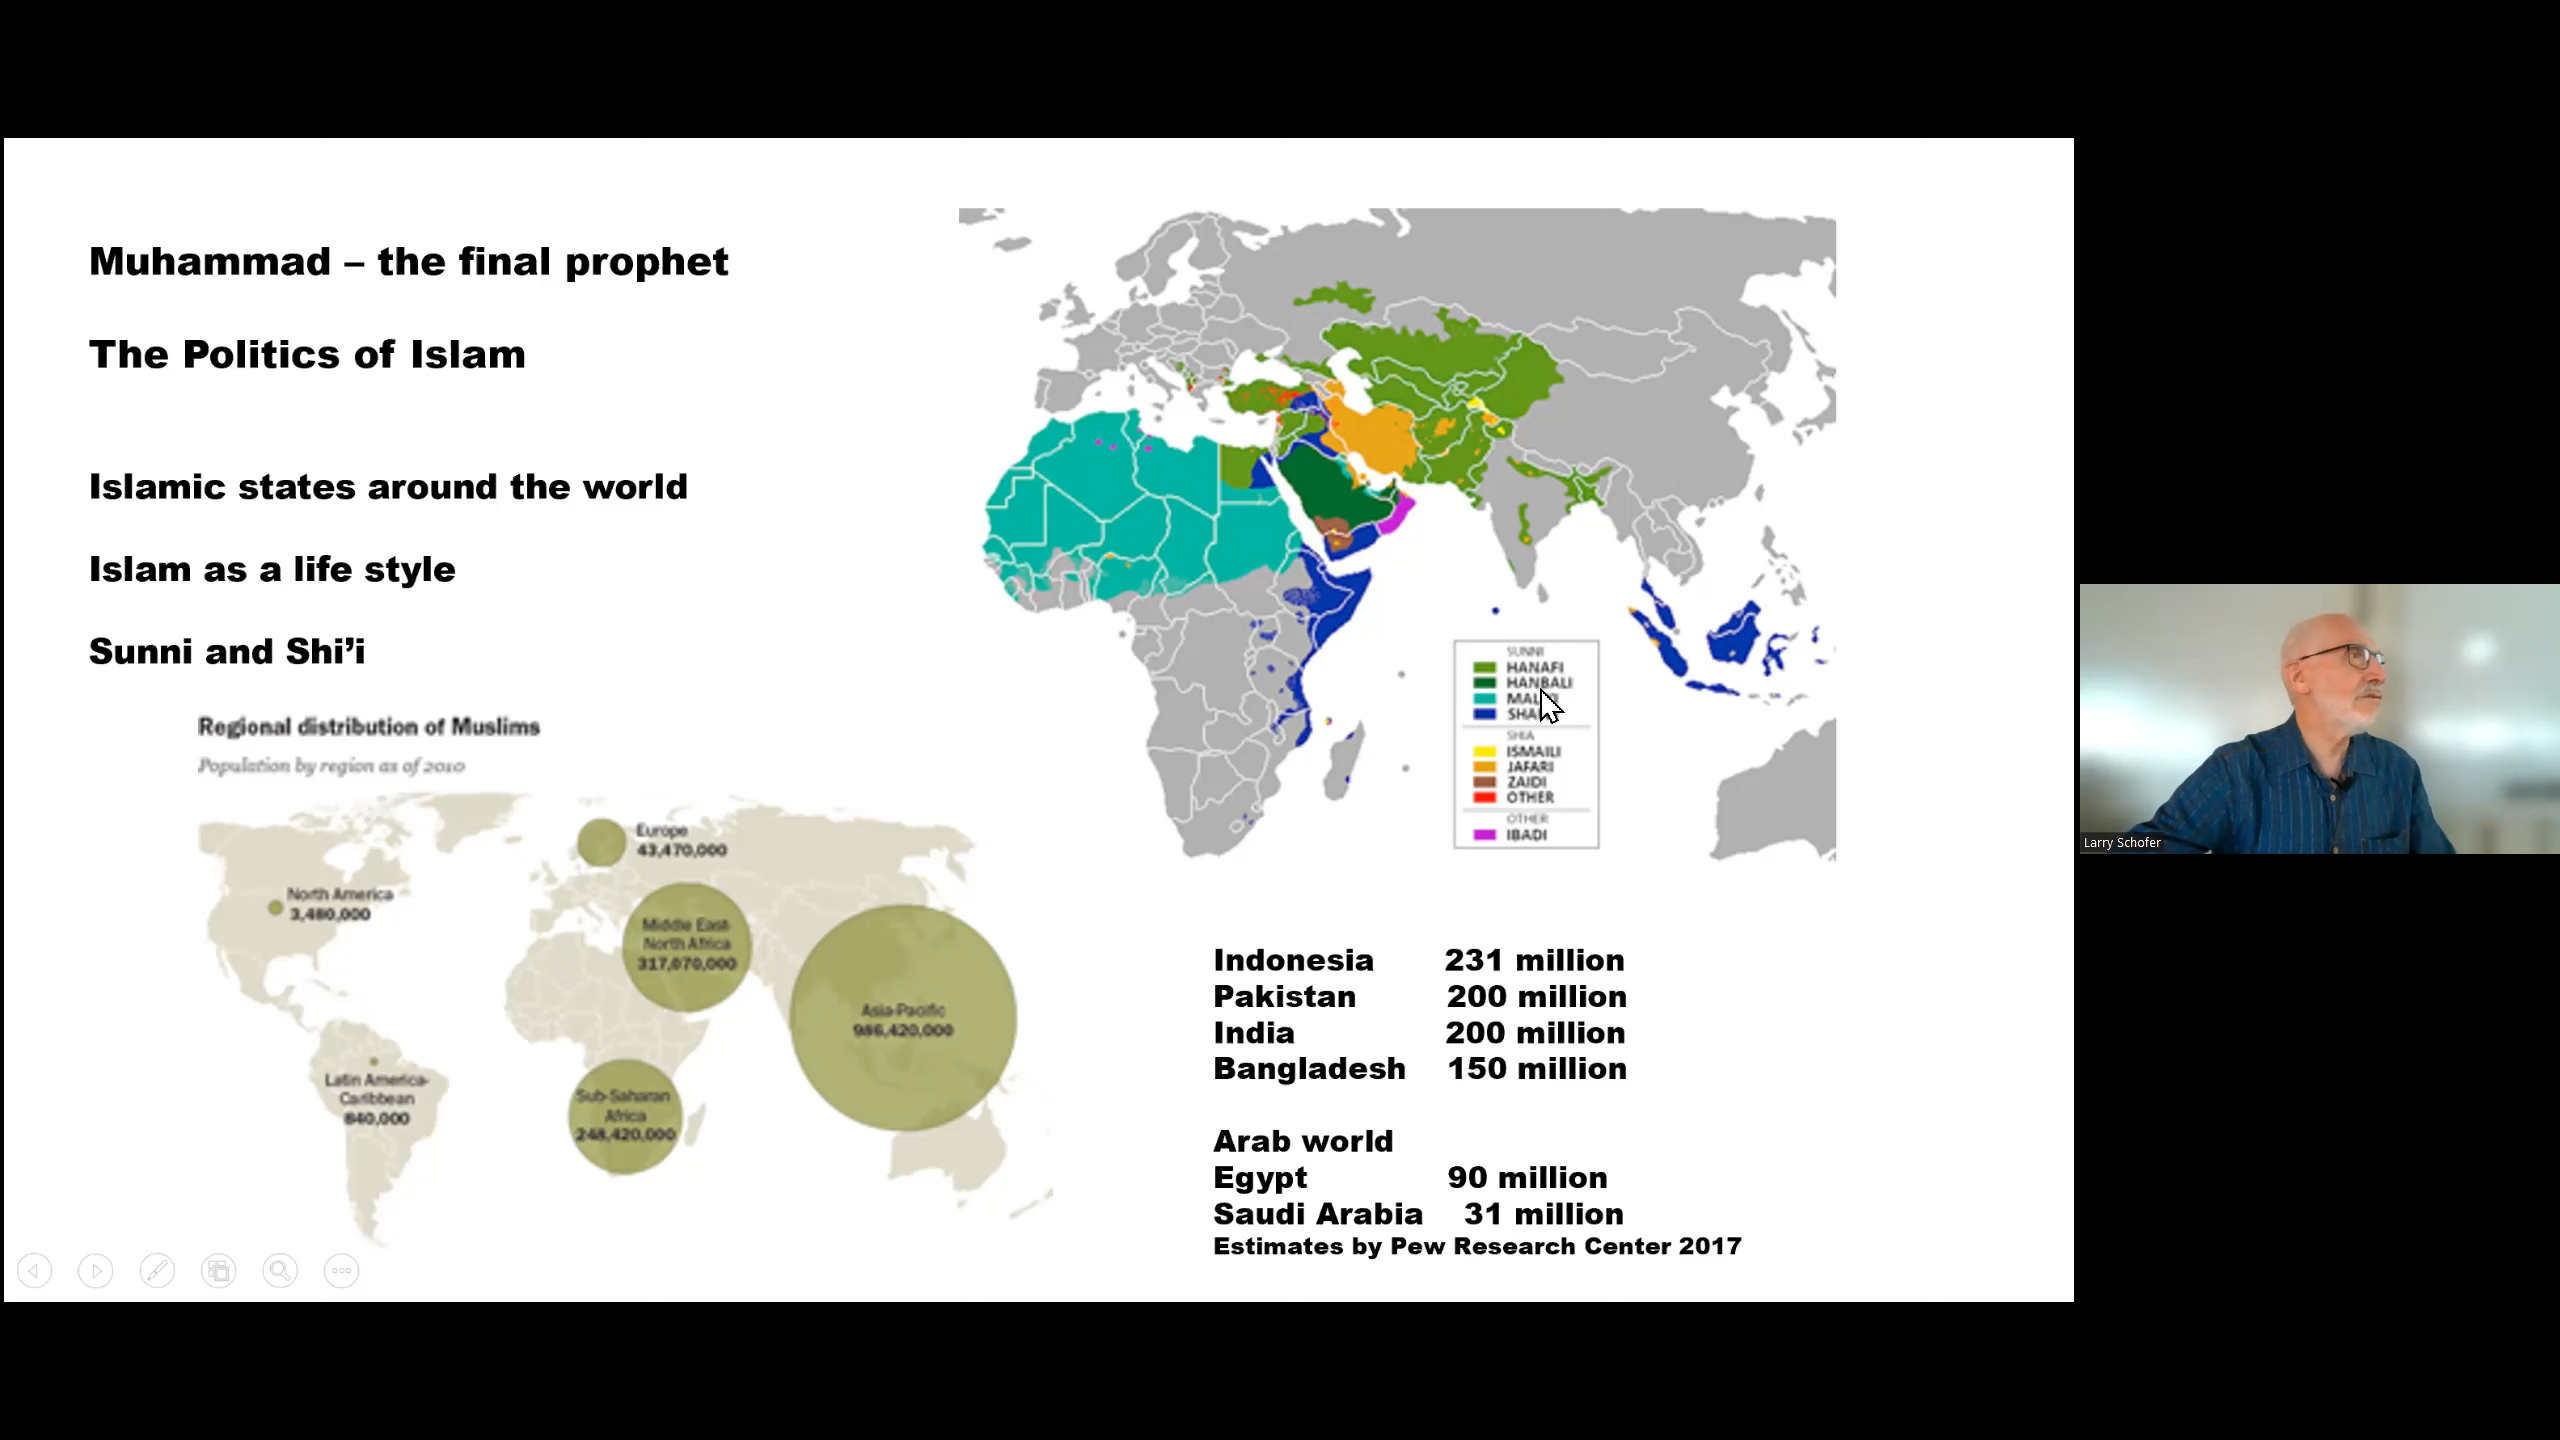 Muhammad – the final prophet
The Politics of Islam
Islamic states around the world
Islam as a life style
Sunni and Shi’i
Regional distribution of Muslims
Population by region as of 2010
Europe
43,470,000
North America
3,480,000
Middle East-
North Africa
317,070,000
Asia-Pacific
986,420,000
Latin America-
Caribbean
840,000
Sub-Saharan
Africa
248,420,000
SUNNI
HANAFI
HANBALI
SHIA
ISMAILI
JAFARI
ZAIDI
OTHER
OTHER
IBADI
Indonesia 231 million
Pakistan 200 million
India 200 million
Bangladesh 150 million
Arab world
Egypt 90 million
Saudi Arabia 31 million
Estimates by Pew Research Center 2017
Larry Schofer